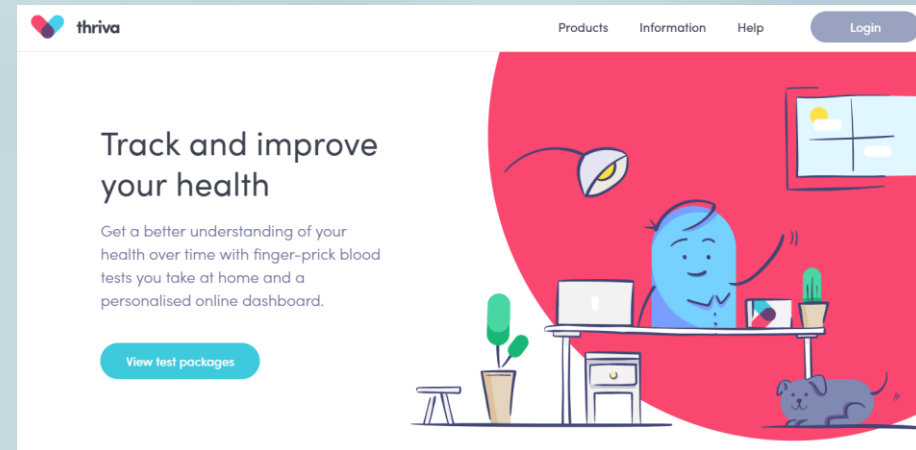 thriva
Products Information Help Login
Track and improve
your health
Get a better understanding of your
health over time with finger-prick blood
tests you take at home and a
personalised online dashboard.
View test packages